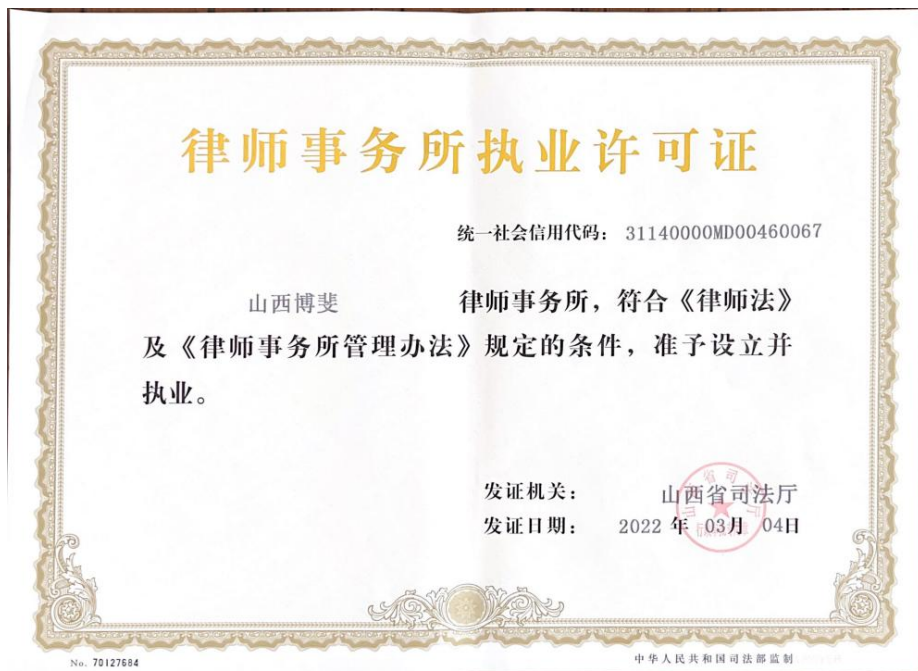 律师事务所执业许可证
统一社会信用代码: 31140000MD00460067
山西博斐 律师事务所，符合《律师法》
及《律师事务所管理办法》规定的条件，准予设立并
执业。
发证机关: 山西省司法厅
发证日期: 2022 年 03月 04日
No. 70127684
中华人民共和国司法部监制